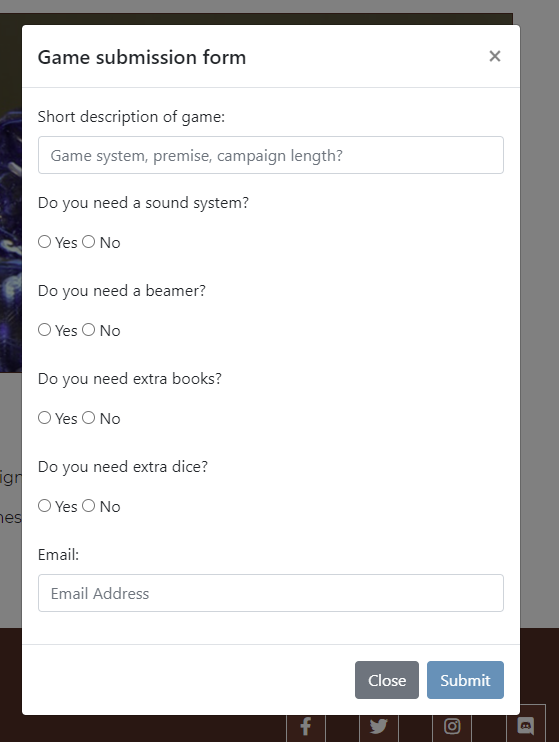 Game submission form
×
Short description of game:
Game system, premise, campaign length?
Do you need a sound system?
Yes No
Do you need a beamer?
Yes No
Do you need extra books?
Yes No
Do you need extra dice?
Yes No
Email:
Email Address
Close Submit